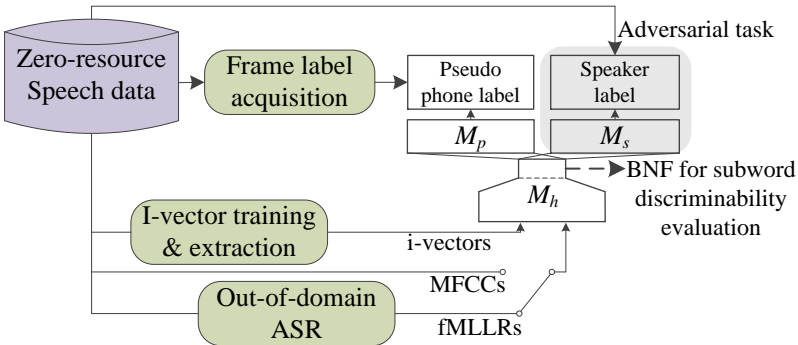 Adversarial task
Zero-resource
Speech data
Frame label
acquisition
Pseudo
phone label
Speaker
label
M_p
M_s
M_h
BNF for subword
discriminability
evaluation
I-vector training
& extraction
i-vectors
MFCCs
Out-of-domain
ASR
fMLLRs